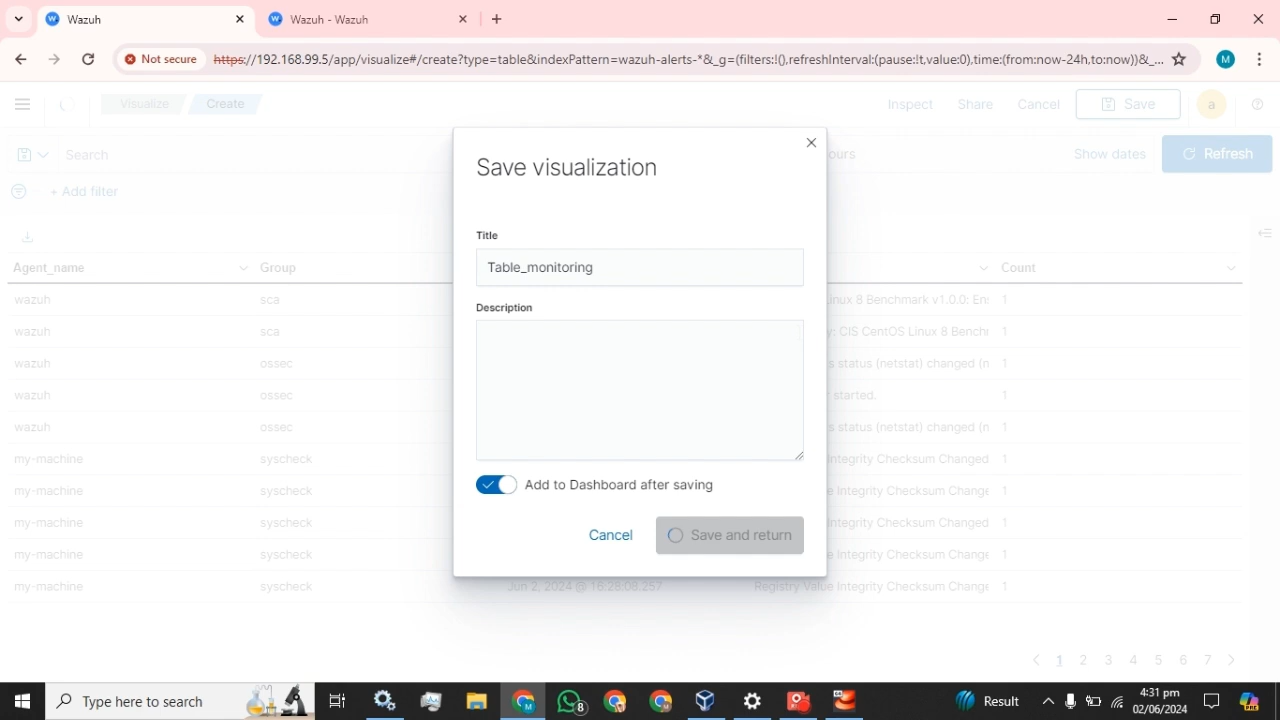 Wazuh
Wazuh - Wazuh
Not secure
https://192.168.99.5/app/visualize#/create?type=table&indexPattern=wazuh-alerts-*&_g=(filters:!(),refreshInterval:(pause:!t,value:0),time:(from:now-24h,to:now))&_...
M
Visualize
Create
Inspect
Share
Cancel
Save
a
Search
ours
Show dates
Refresh
+ Add filter
Save visualization
Title
Table_monitoring
Description
Add to Dashboard after saving
Cancel
Save and return
Agent_name Group Count
wazuh sca inux 8 Benchmark v1.0.0: En 1
wazuh sca y: CIS CentOS Linux 8 Benchi 1
wazuh ossec s status (netstat) changed (n 1
wazuh ossec started. 1
wazuh ossec s status (netstat) changed (n 1
my-machine syscheck Integrity Checksum Changed 1
my-machine syscheck e Integrity Checksum Change 1
my-machine syscheck Integrity Checksum Changed 1
my-machine syscheck e Integrity Checksum Change 1
my-machine syscheck Jun 2, 2024 @ 16:28:08.257 Registry Value Integrity Checksum Change 1
1 2 3 4 5 6 7
Type here to search
8
Result
4:31 pm
02/06/2024